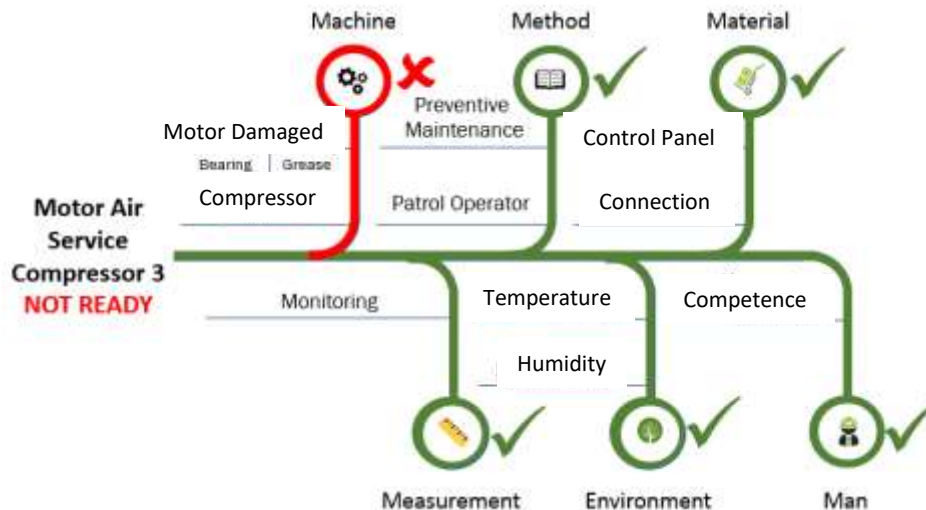 Machine
Method
Material
Motor Damaged
Bearing | Grease
Compressor
Preventive
Maintenance
Patrol Operator
Control Panel
Connection
Motor Air
Service
Compressor 3
NOT READY
Monitoring
Temperature
Humidity
Competence
Measurement
Environment
Man